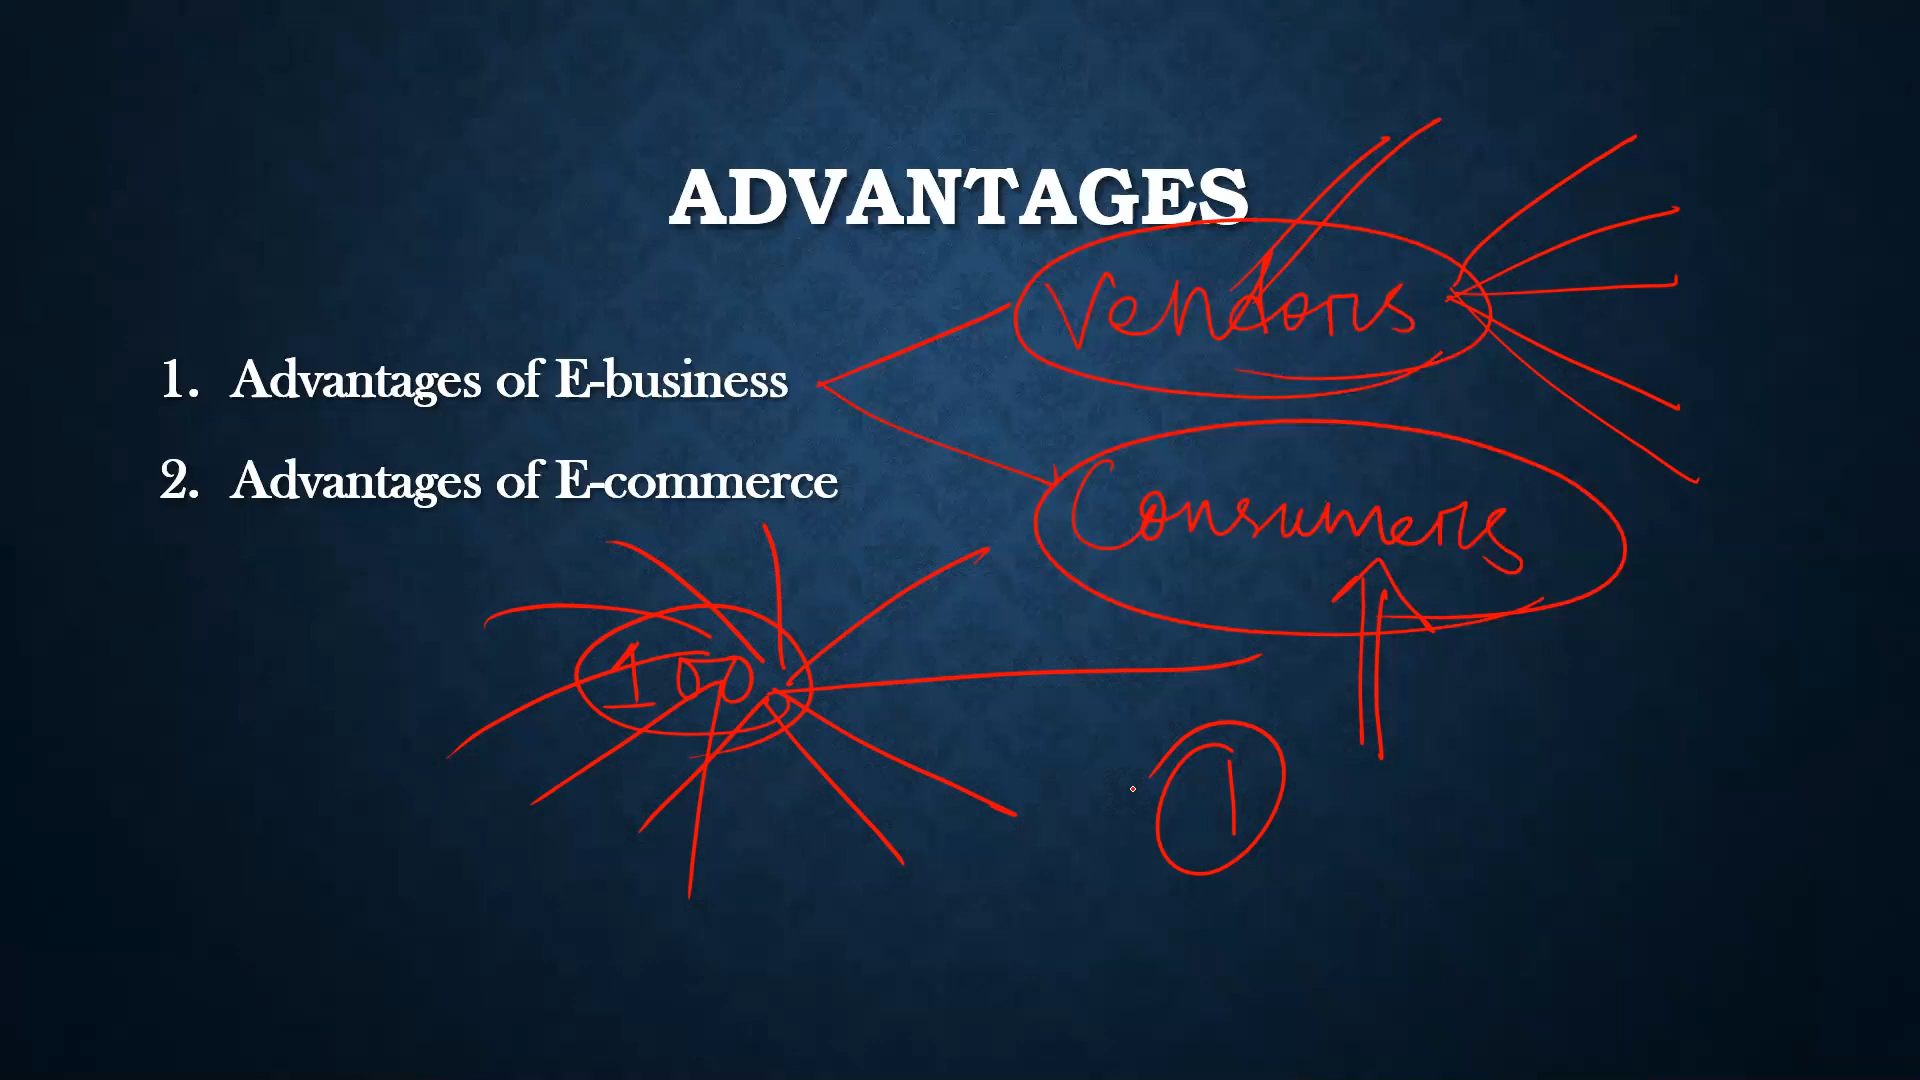 ADVANTAGES
Vendors
1. Advantages of E-business
2. Advantages of E-commerce
Consumers
100
1